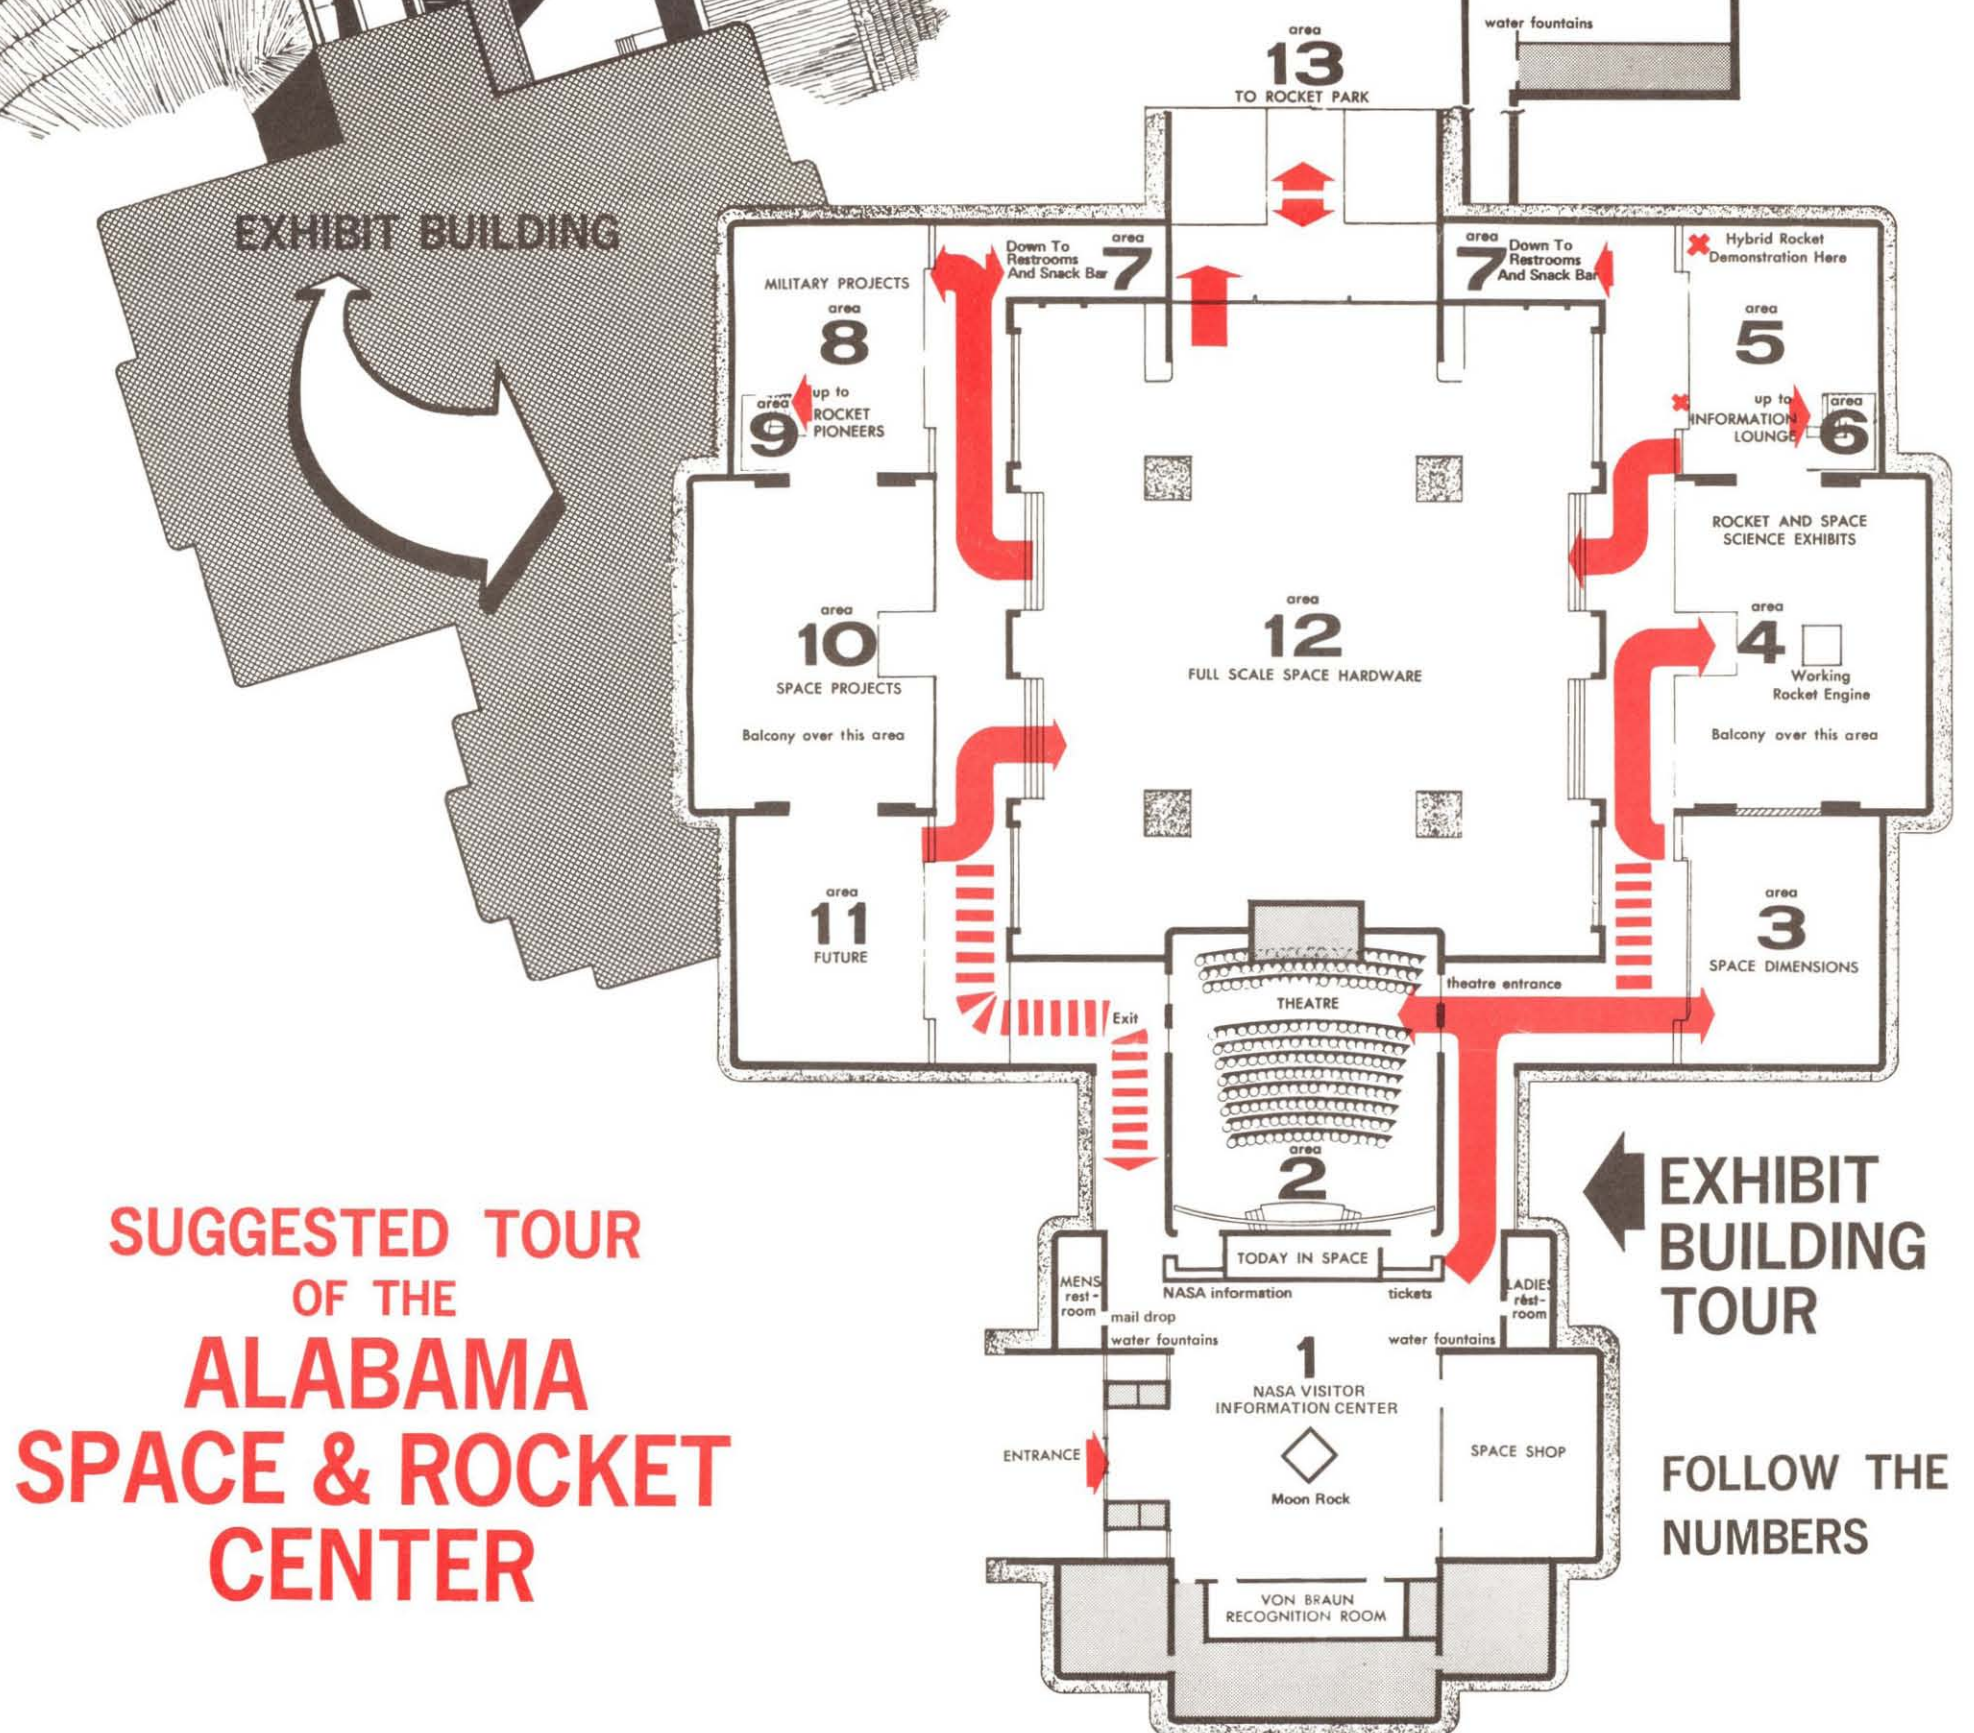 water fountains
area
13
TO ROCKET PARK
EXHIBIT BUILDING
Down To
Restrooms
And Snack Bar
area
7
area
7
Down To
Restrooms
And Snack Bar
Hybrid Rocket
Demonstration Here
MILITARY PROJECTS
area
8
area
5
up to
ROCKET
PIONEERS
area
9
up to
INFORMATION
LOUNGE
area
6
ROCKET AND SPACE
SCIENCE EXHIBITS
area
10
SPACE PROJECTS
Balcony over this area
area
12
FULL SCALE SPACE HARDWARE
area
4
Working
Rocket Engine
Balcony over this area
area
11
FUTURE
area
3
SPACE DIMENSIONS
theatre entrance
THEATRE
Exit
area
2
EXHIBIT
BUILDING
TOUR
SUGGESTED TOUR
OF THE
ALABAMA
SPACE & ROCKET
CENTER
TODAY IN SPACE
MENS
rest-
room
LADIES
rest-
room
NASA information
tickets
mail drop
water fountains
water fountains
1
NASA VISITOR
INFORMATION CENTER
ENTRANCE
Moon Rock
SPACE SHOP
FOLLOW THE
NUMBERS
VON BRAUN
RECOGNITION ROOM